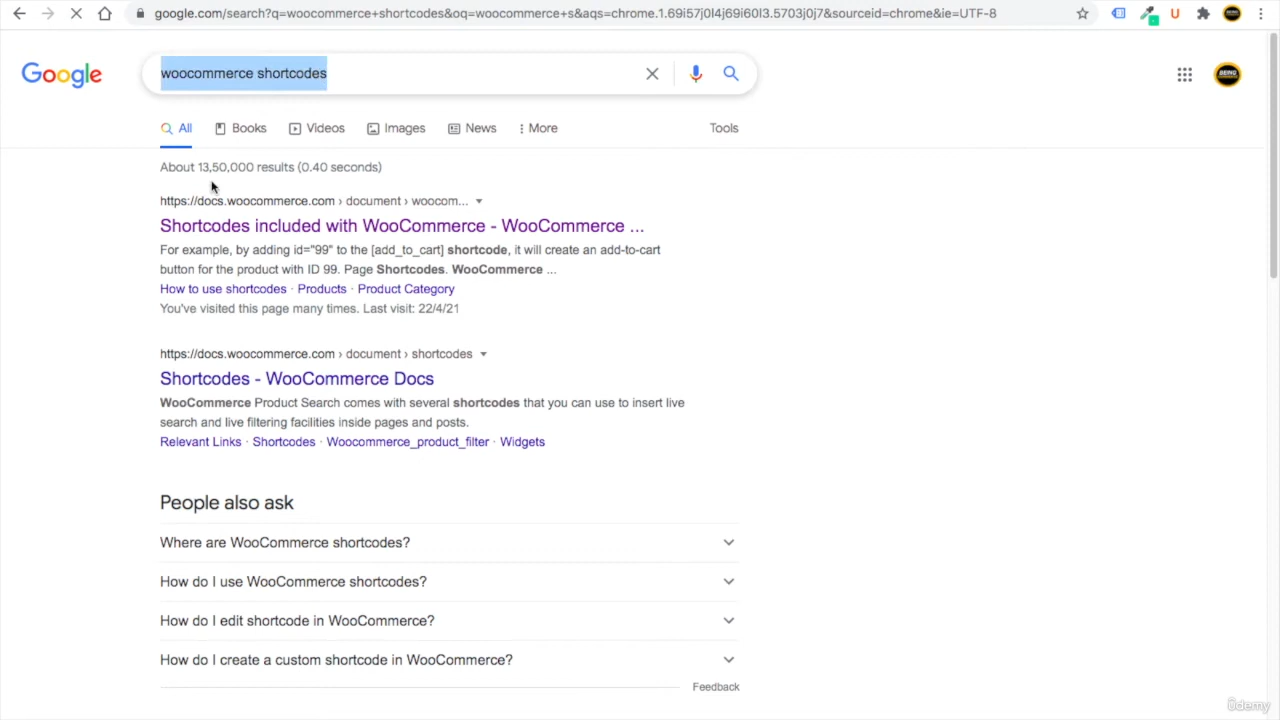 google.com/search?q=woocommerce+shortcodes&oq=woocommerce+s&aqs=chrome.1.69i57j0l4j69i60l3.5703j0j7&sourceid=chrome&ie=UTF-8
Google
woocommerce shortcodes
All Books Videos Images News More Tools
About 13,50,000 results (0.40 seconds)
https://docs.woocommerce.com › document › woocom...
Shortcodes included with WooCommerce - WooCommerce ...
For example, by adding id="99" to the [add_to_cart] shortcode, it will create an add-to-cart
button for the product with ID 99. Page Shortcodes. WooCommerce ...
How to use shortcodes · Products · Product Category
You've visited this page many times. Last visit: 22/4/21
https://docs.woocommerce.com › document › shortcodes
Shortcodes - WooCommerce Docs
WooCommerce Product Search comes with several shortcodes that you can use to insert live
search and live filtering facilities inside pages and posts.
Relevant Links · Shortcodes · Woocommerce_product_filter · Widgets
People also ask
Where are WooCommerce shortcodes?
How do I use WooCommerce shortcodes?
How do I edit shortcode in WooCommerce?
How do I create a custom shortcode in WooCommerce?
Feedback
ûdemy